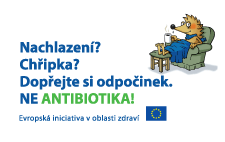 Nachlazení?
Chřipka?
Dopřejte si odpočinek.
NE ANTIBIOTIKA!
Evropská iniciativa v oblasti zdraví